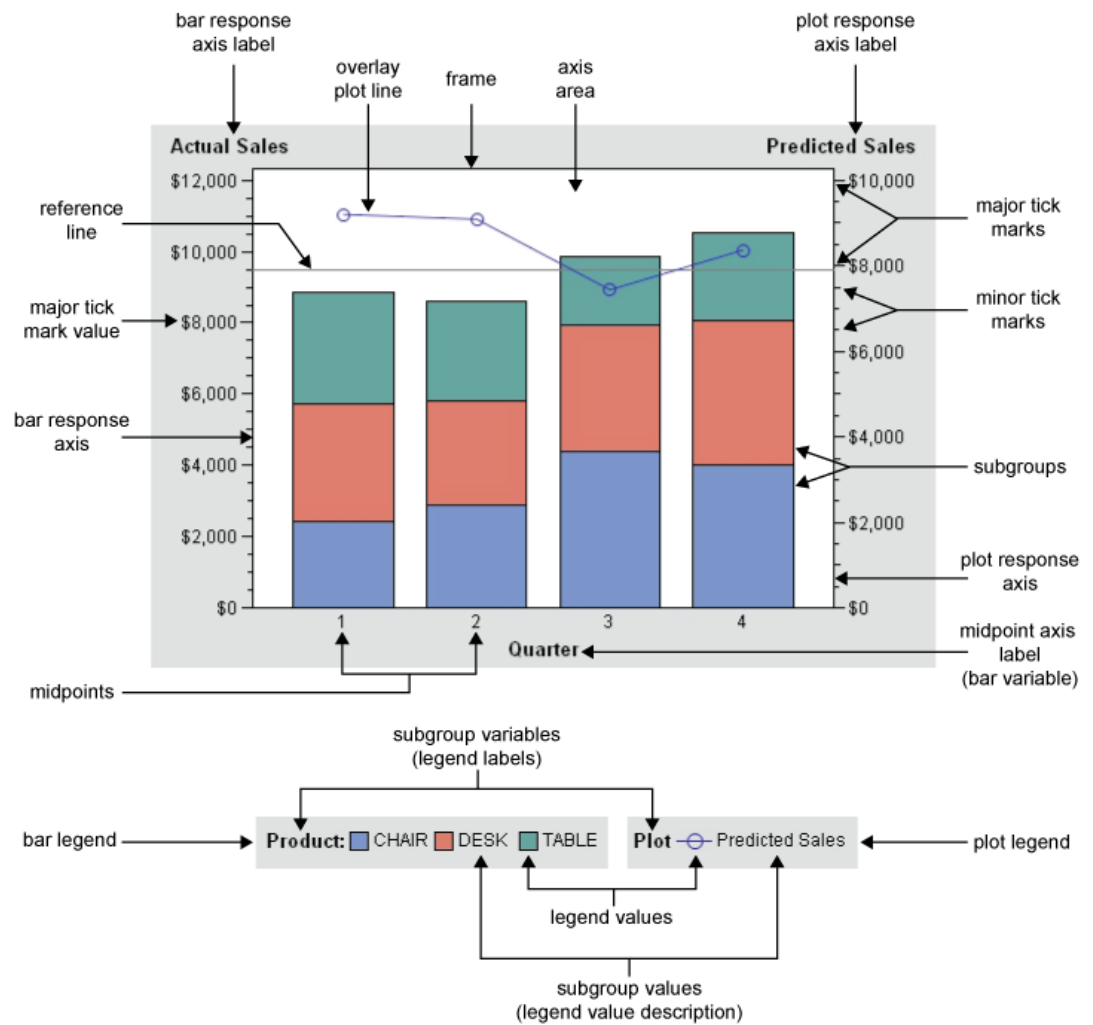 bar response
axis label
plot response
axis label
overlay
plot line
frame
axis
area
Actual Sales
Predicted Sales
$12,000
$10,000
reference
line
major tick
marks
$10,000
$8,000
major tick
mark value
$8,000
minor tick
marks
$6,000
$6,000
bar response
axis
$4,000
$4,000
subgroups
$2,000
$2,000
plot response
axis
$0
$0
1 2 3 4
Quarter
midpoint axis
label
(bar variable)
midpoints
subgroup variables
(legend labels)
bar legend
Product: CHAIR DESK TABLE
Plot Predicted Sales
plot legend
legend values
subgroup values
(legend value description)